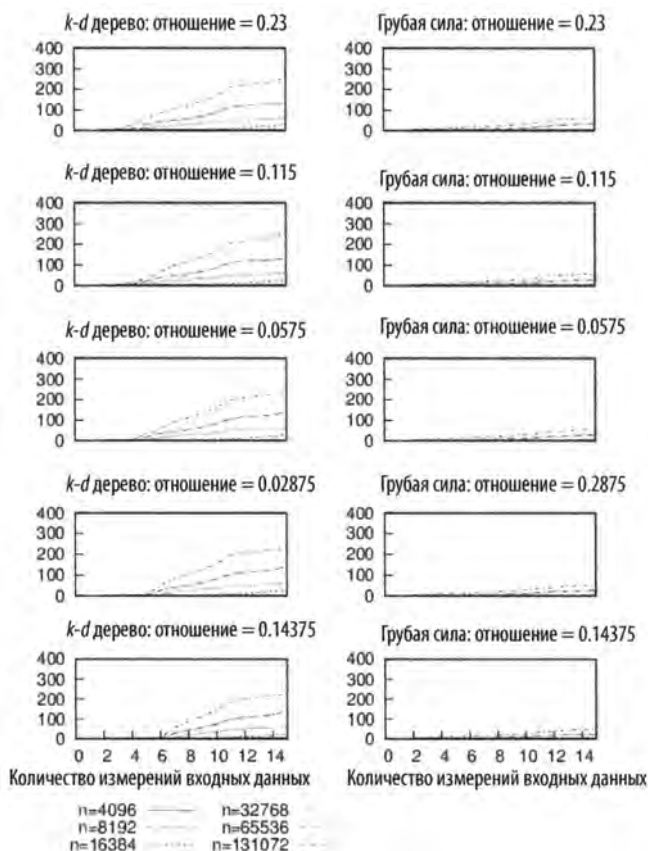 k-d дерево: отношение = 0.23
Грубая сила: отношение = 0.23
400
300
200
100
0
400
300
200
100
0
k-d дерево: отношение = 0.115
Грубая сила: отношение = 0.115
400
300
200
100
0
400
300
200
100
0
k-d дерево: отношение = 0.0575
Грубая сила: отношение = 0.0575
400
300
200
100
0
400
300
200
100
0
k-d дерево: отношение = 0.02875
Грубая сила: отношение = 0.2875
400
300
200
100
0
400
300
200
100
0
k-d дерево: отношение = 0.14375
Грубая сила: отношение = 0.14375
400
300
200
100
0
400
300
200
100
0
0 2 4 6 8 10 12 14
0 2 4 6 8 10 12 14
Количество измерений входных данных
Количество измерений входных данных
n=4096
n=32768
n=8192
n=65536
n=16384
n=131072